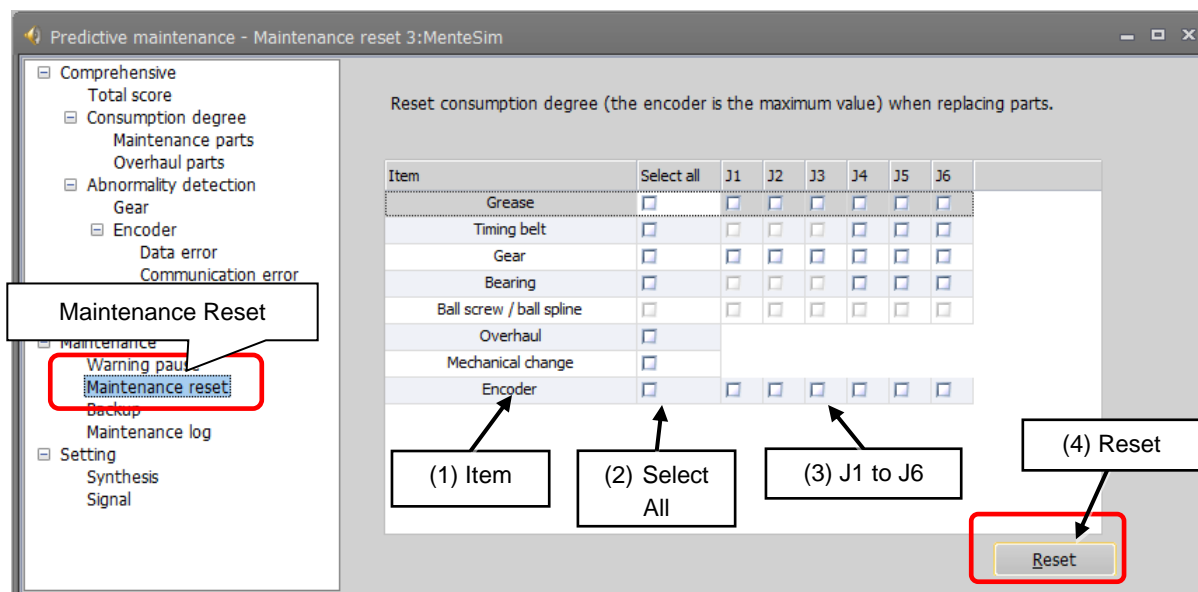 Predictive maintenance - Maintenance reset 3:MenteSim
Comprehensive
Total score
Consumption degree
Maintenance parts
Overhaul parts
Abnormality detection
Gear
Encoder
Data error
Communication error
Maintenance Reset
Maintenance
Warning pause
Maintenance reset
Backup
Maintenance log
Setting
Synthesis
Signal
Reset consumption degree (the encoder is the maximum value) when replacing parts.
Item Select all J1 J2 J3 J4 J5 J6
Grease
Timing belt
Gear
Bearing
Ball screw / ball spline
Overhaul
Mechanical change
Encoder
(1) Item
(2) Select
All
(3) J1 to J6
(4) Reset
Reset